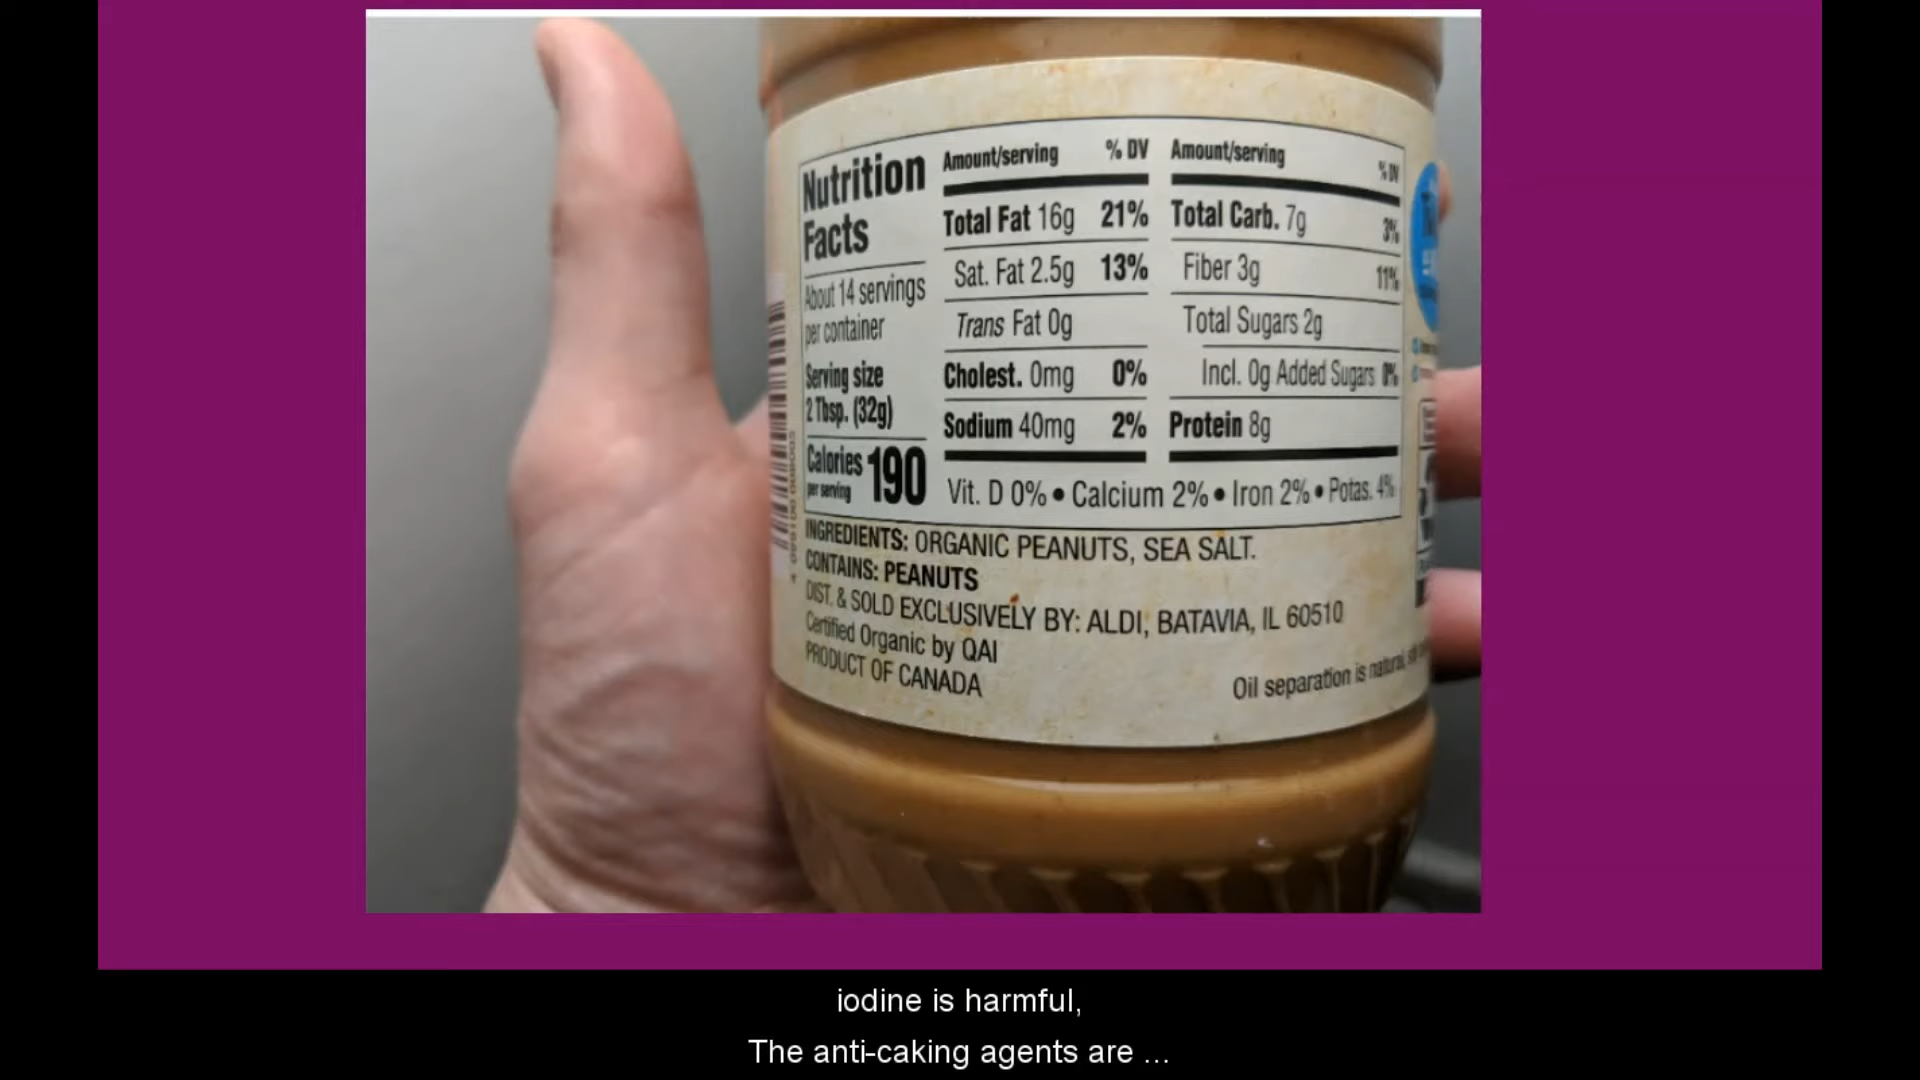 Nutrition
Facts
About 14 servings
per container
Serving size
2 Tbsp. (32g)
Calories 190
per serving
Amount/serving % DV
Total Fat 16g 21%
Sat. Fat 2.5g 13%
Trans Fat 0g
Cholest. 0mg 0%
Sodium 40mg 2%
Amount/serving % DV
Total Carb. 7g 3%
Fiber 3g 11%
Total Sugars 2g
Incl. 0g Added Sugars 0%
Protein 8g
Vit. D 0% • Calcium 2% • Iron 2% • Potas. 4%
INGREDIENTS: ORGANIC PEANUTS, SEA SALT.
CONTAINS: PEANUTS
DIST. & SOLD EXCLUSIVELY BY: ALDI, BATAVIA, IL 60510
Certified Organic by QAI
PRODUCT OF CANADA
Oil separation is natural,
iodine is harmful,
The anti-caking agents are ...